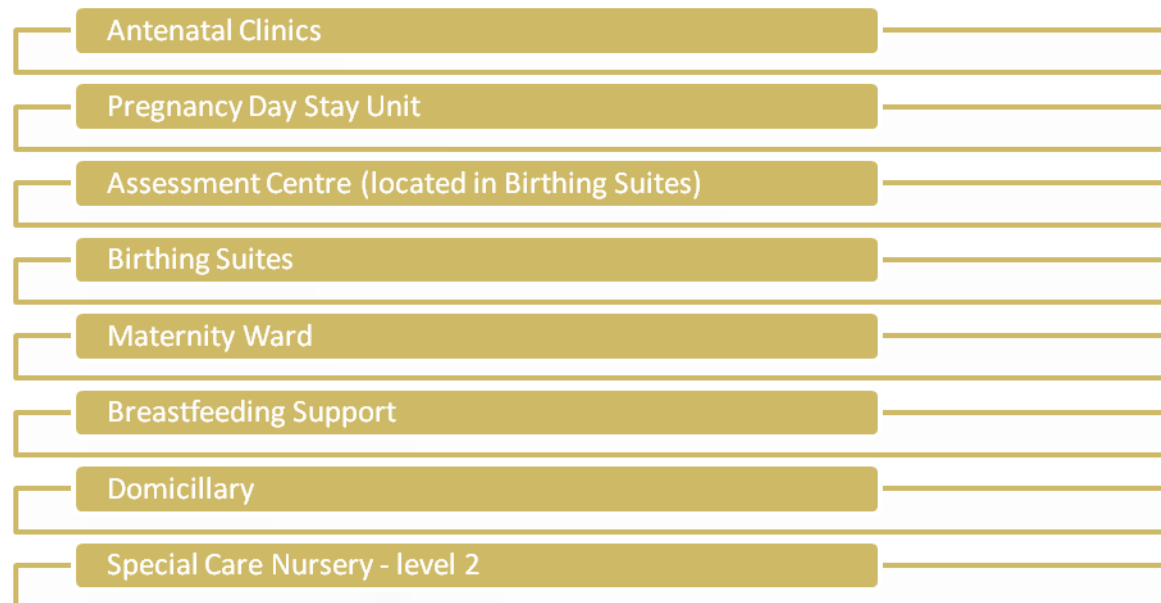 Antenatal Clinics
Pregnancy Day Stay Unit
Assessment Centre (located in Birthing Suites)
Birthing Suites
Maternity Ward
Breastfeeding Support
Domicillary
Special Care Nursery - level 2